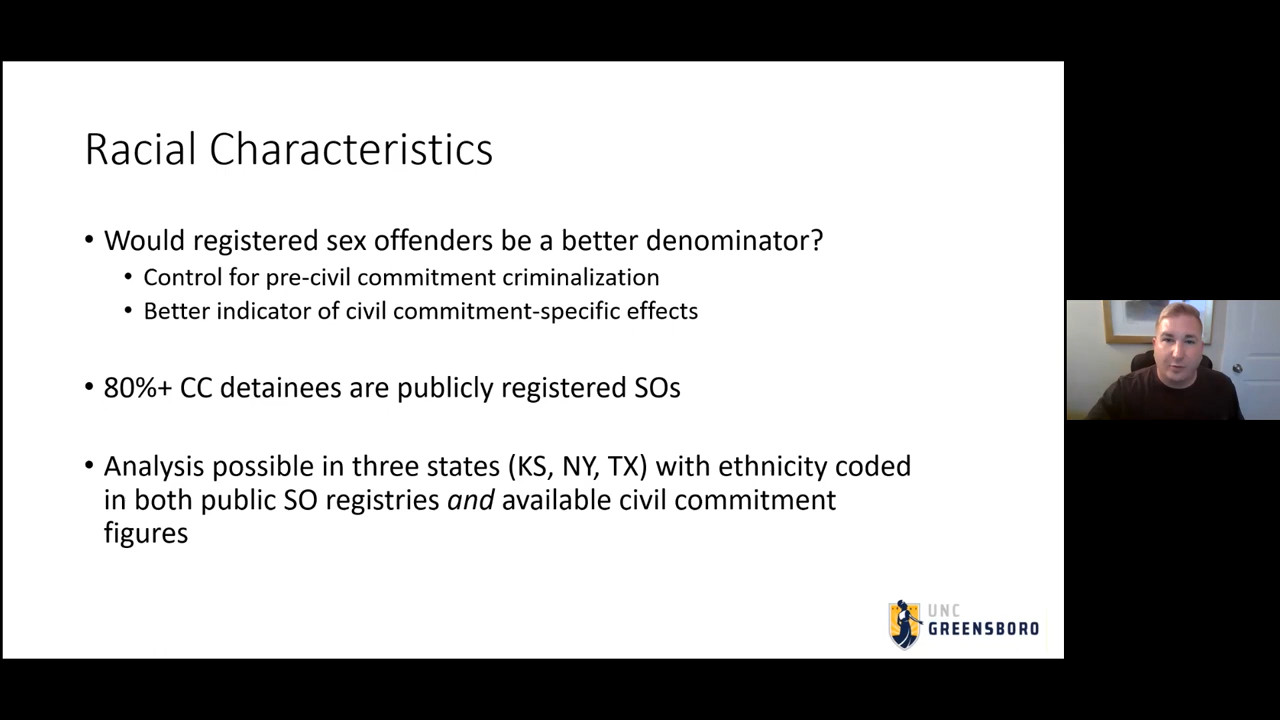 Racial Characteristics
• Would registered sex offenders be a better denominator?
• Control for pre-civil commitment criminalization
• Better indicator of civil commitment-specific effects
• 80%+ CC detainees are publicly registered SOs
• Analysis possible in three states (KS, NY, TX) with ethnicity coded
in both public SO registries and available civil commitment
figures
UNC
GREENSBORO